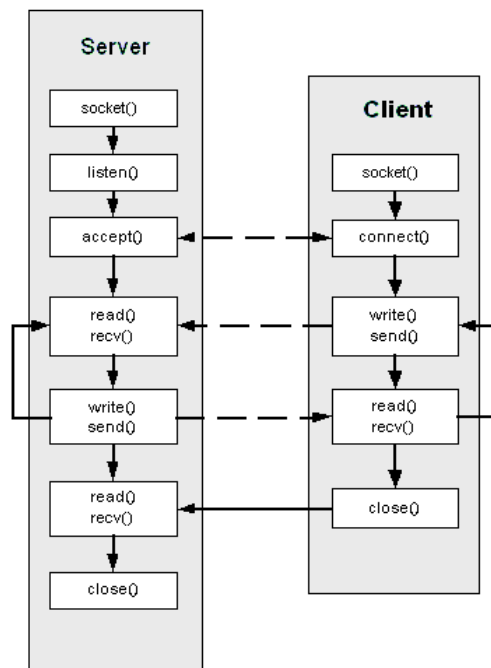 Server
socket()
listen()
accept()
read()
recv()
write()
send()
read()
recv()
close()
Client
socket()
connect()
write()
send()
read()
recv()
close()